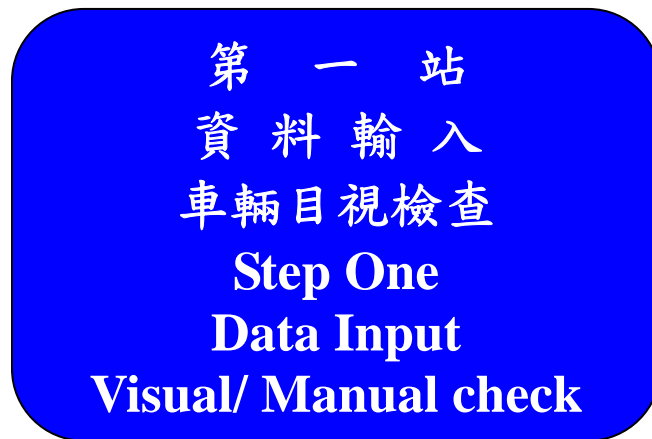 第 一 站
資 料 輸 入
車輛目視檢查
Step One
Data Input
Visual/ Manual check